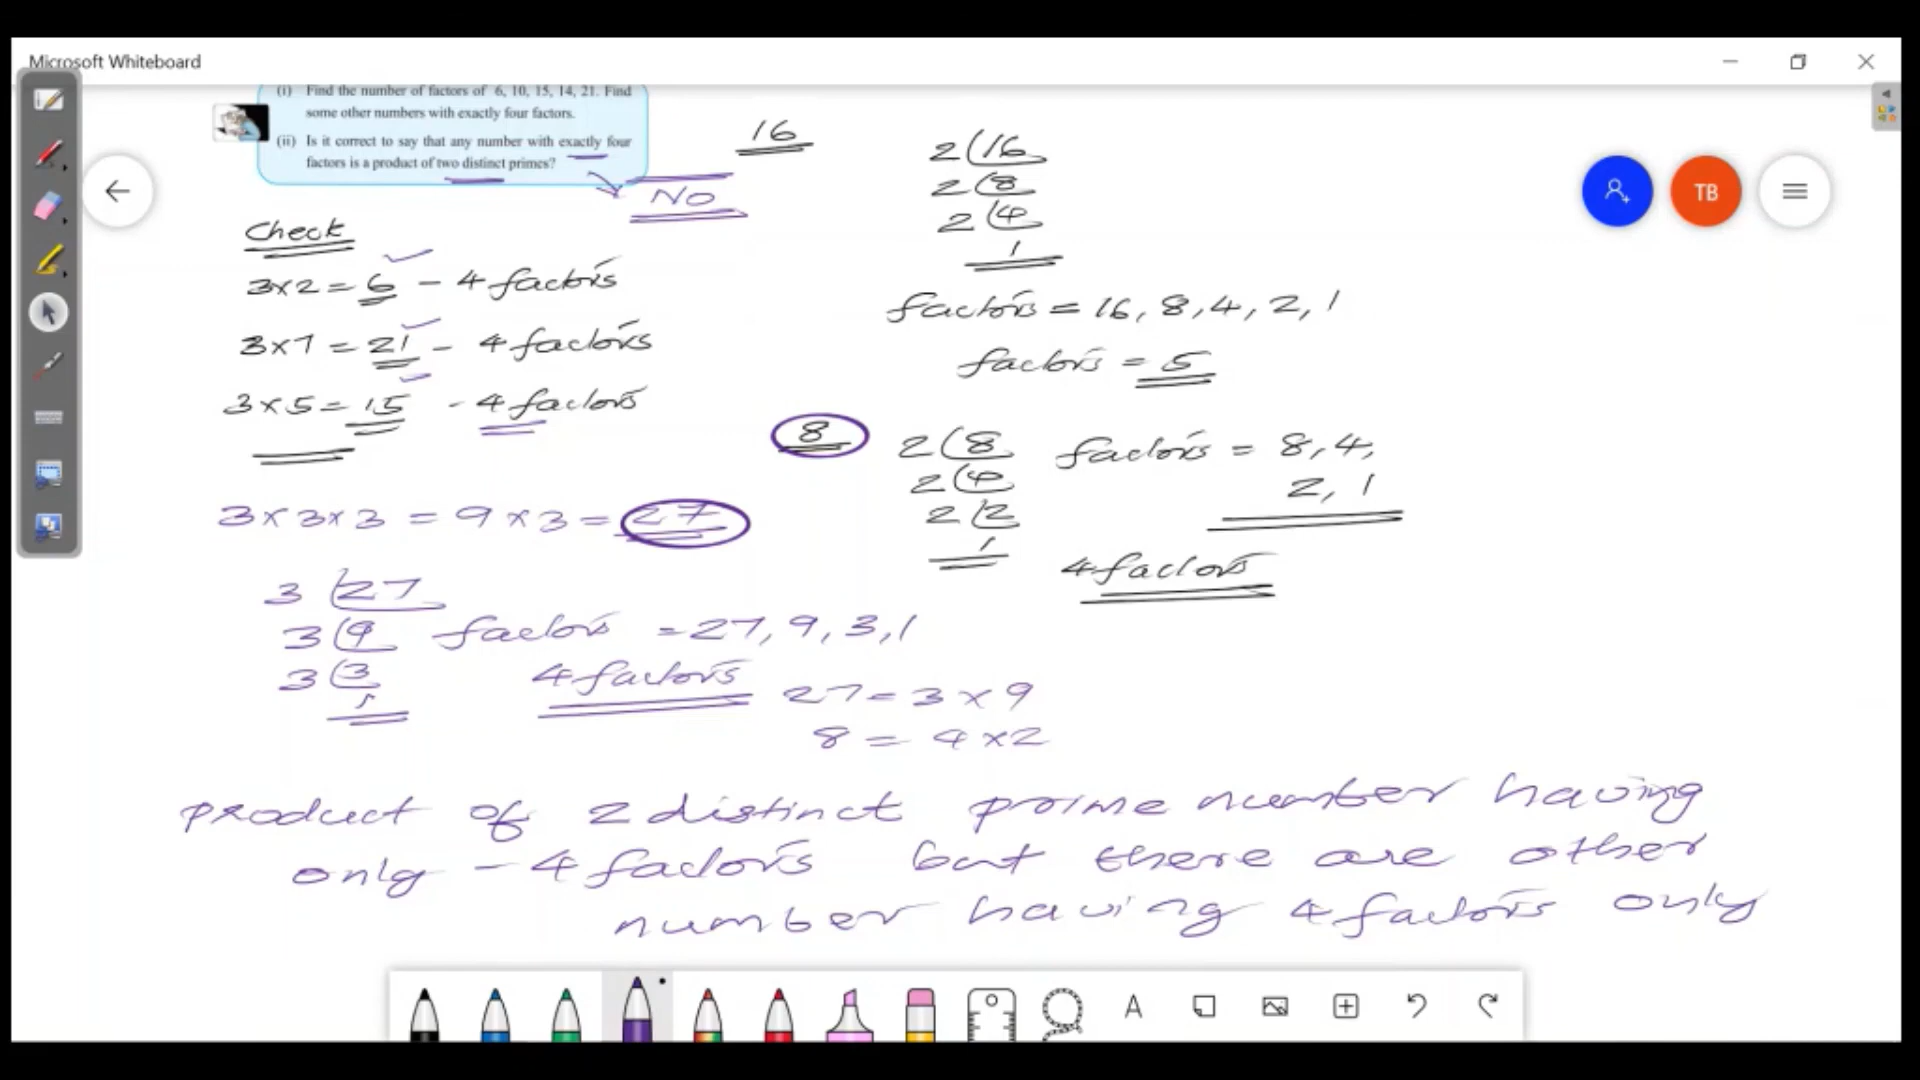 Microsoft Whiteboard
(i) Find the number of factors of 6, 10, 15, 14, 21. Find
some other numbers with exactly four factors.
(ii) Is it correct to say that any number with exactly four
factors is a product of two distinct primes?
NO
Check
3×2 = 6 – 4 factors
3×7 = 21 – 4 factors
3×5 = 15 – 4 factors
3×3×3 = 9×3 = 27
3 27
3 9
3 3
1
factors = 27, 9, 3, 1
4 factors
27 = 3×9
8 = 4×2
16
2 16
2 8
2 4
1
factors = 16, 8, 4, 2, 1
factors = 5
8
2 8
2 4
2 2
1
factors = 8, 4,
2, 1
4 factors
product of 2 distinct prime number having
only – 4 factors but there are other
number having 4 factors only
TB
A